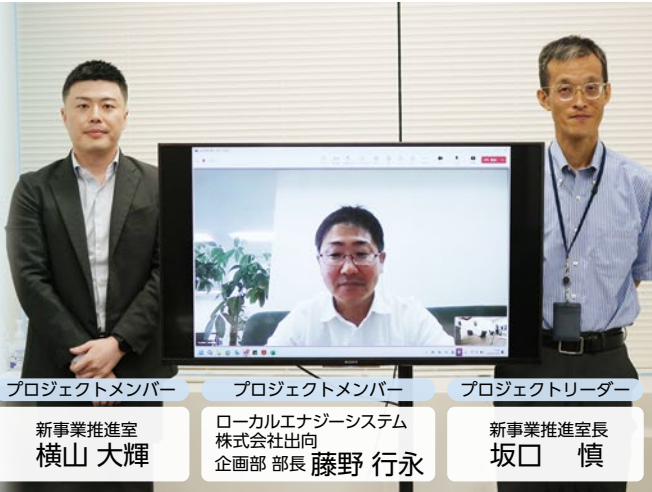 SONY
プロジェクトメンバー
新事業推進室
横山 大輝
プロジェクトメンバー
ローカルエナジーシステム
株式会社出向
企画部 部長 藤野 行永
プロジェクトリーダー
新事業推進室長
坂口 慎